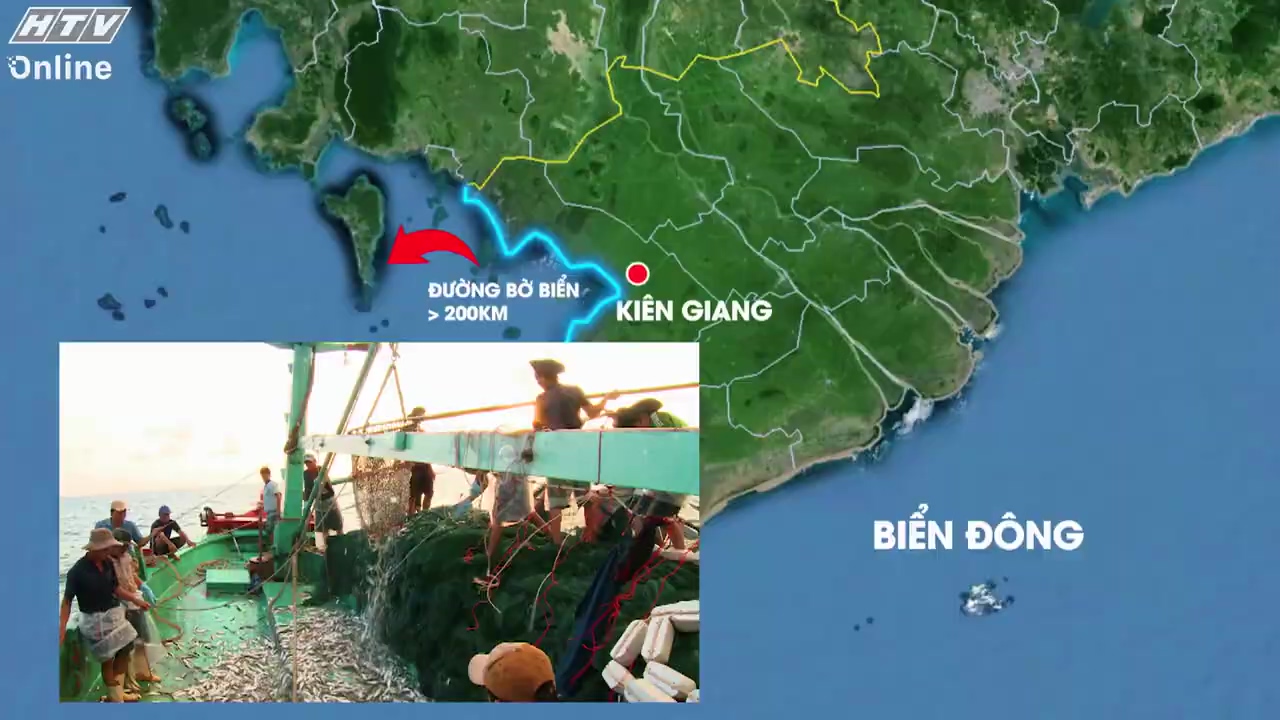 HTV
Online
ĐƯỜNG BỜ BIỂN
> 200KM
KIÊN GIANG
BIỂN ĐÔNG